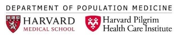 DEPARTMENT OF POPULATION MEDICINE
HARVARD
MEDICAL SCHOOL
Harvard Pilgrim
Health Care Institute